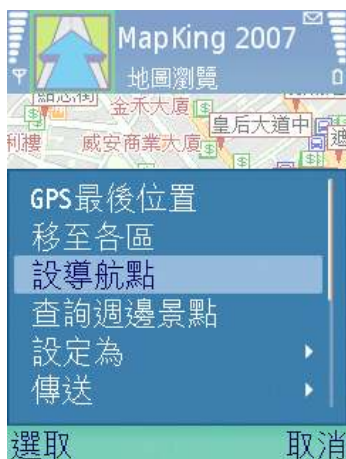 MapKing 2007
地圖瀏覽
金禾大廈
皇后大道中
威安商業大廈
GPS最後位置
移至各區
設導航點
查詢週邊景點
設定為
傳送
選取
取消